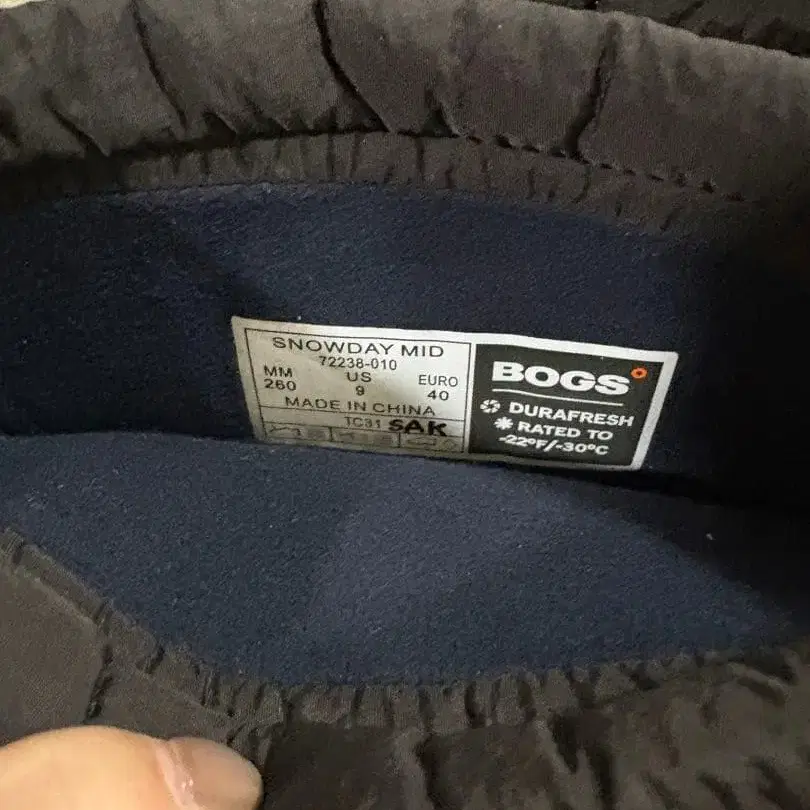 SNOWDAY MID
72238-010
MM US EURO
260 9 40
MADE IN CHINA
TC31 SAK
BOGS
DURAFRESH
RATED TO
-22°F/-30°C